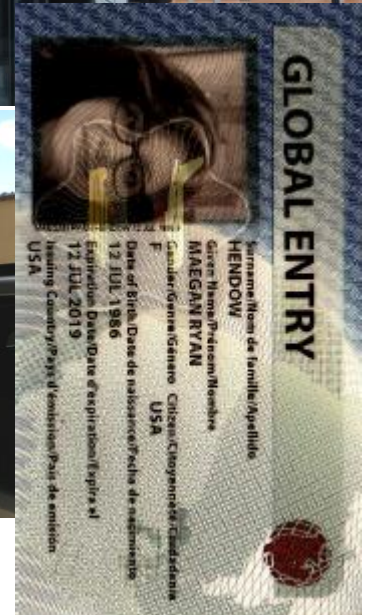 GLOBAL ENTRY
Surname/Nom de famille/Apellido
HENDOW
Given Name/Prénom/Nombre
MAEGAN RYAN
Gender/Genre/Género Citizen/Citoyenneté/Ciudadanía
F USA
Date of Birth/Date de naissance/Fecha de nacimiento
12 JUL 1986
Expiration Date/Date d'expiration/Expira el
12 JUL 2019
Issuing Country/Pays d'émission/País de emisión
USA